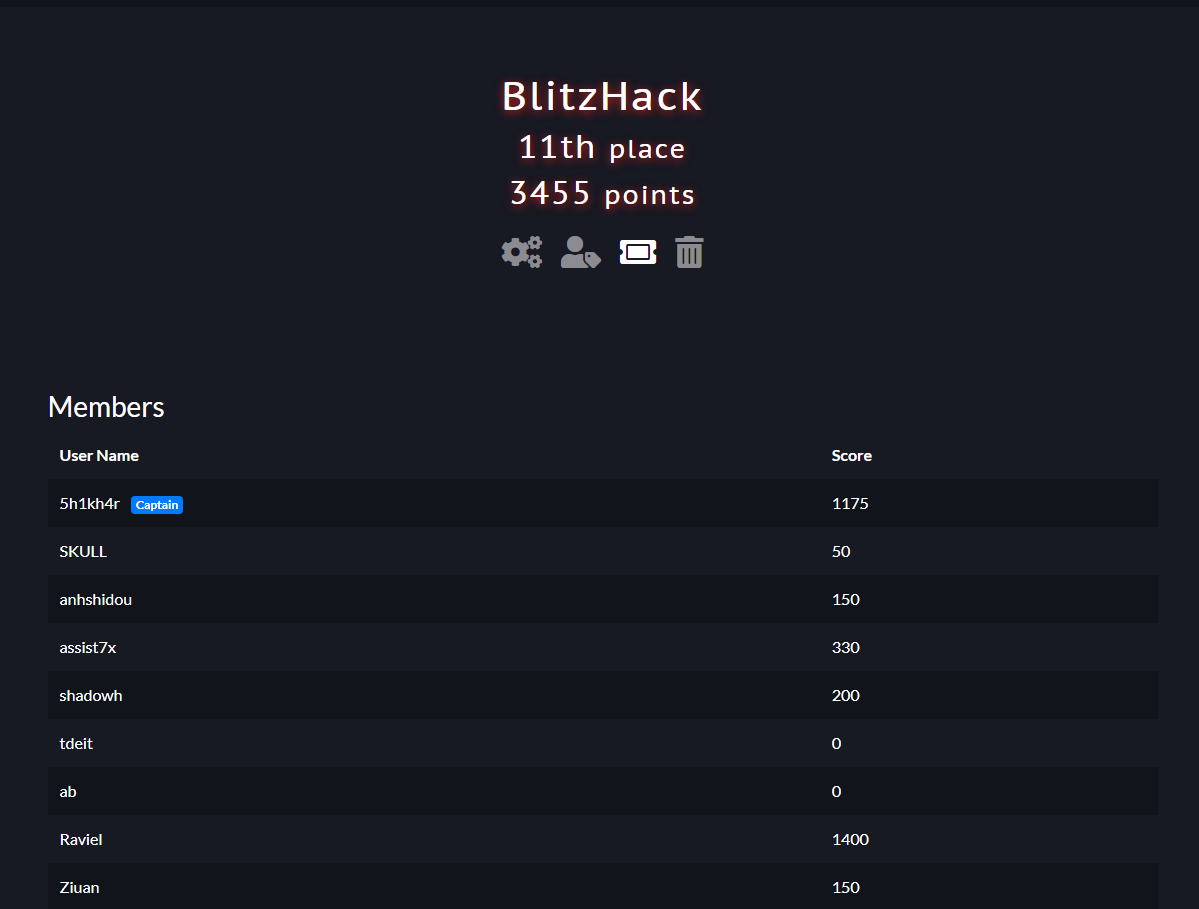 BlitzHack
11th place
3455 points
Members
User Name Score
5h1kh4r Captain 1175
SKULL 50
anhshidou 150
assist7x 330
shadowh 200
tdeit 0
ab 0
Raviel 1400
Ziuan 150